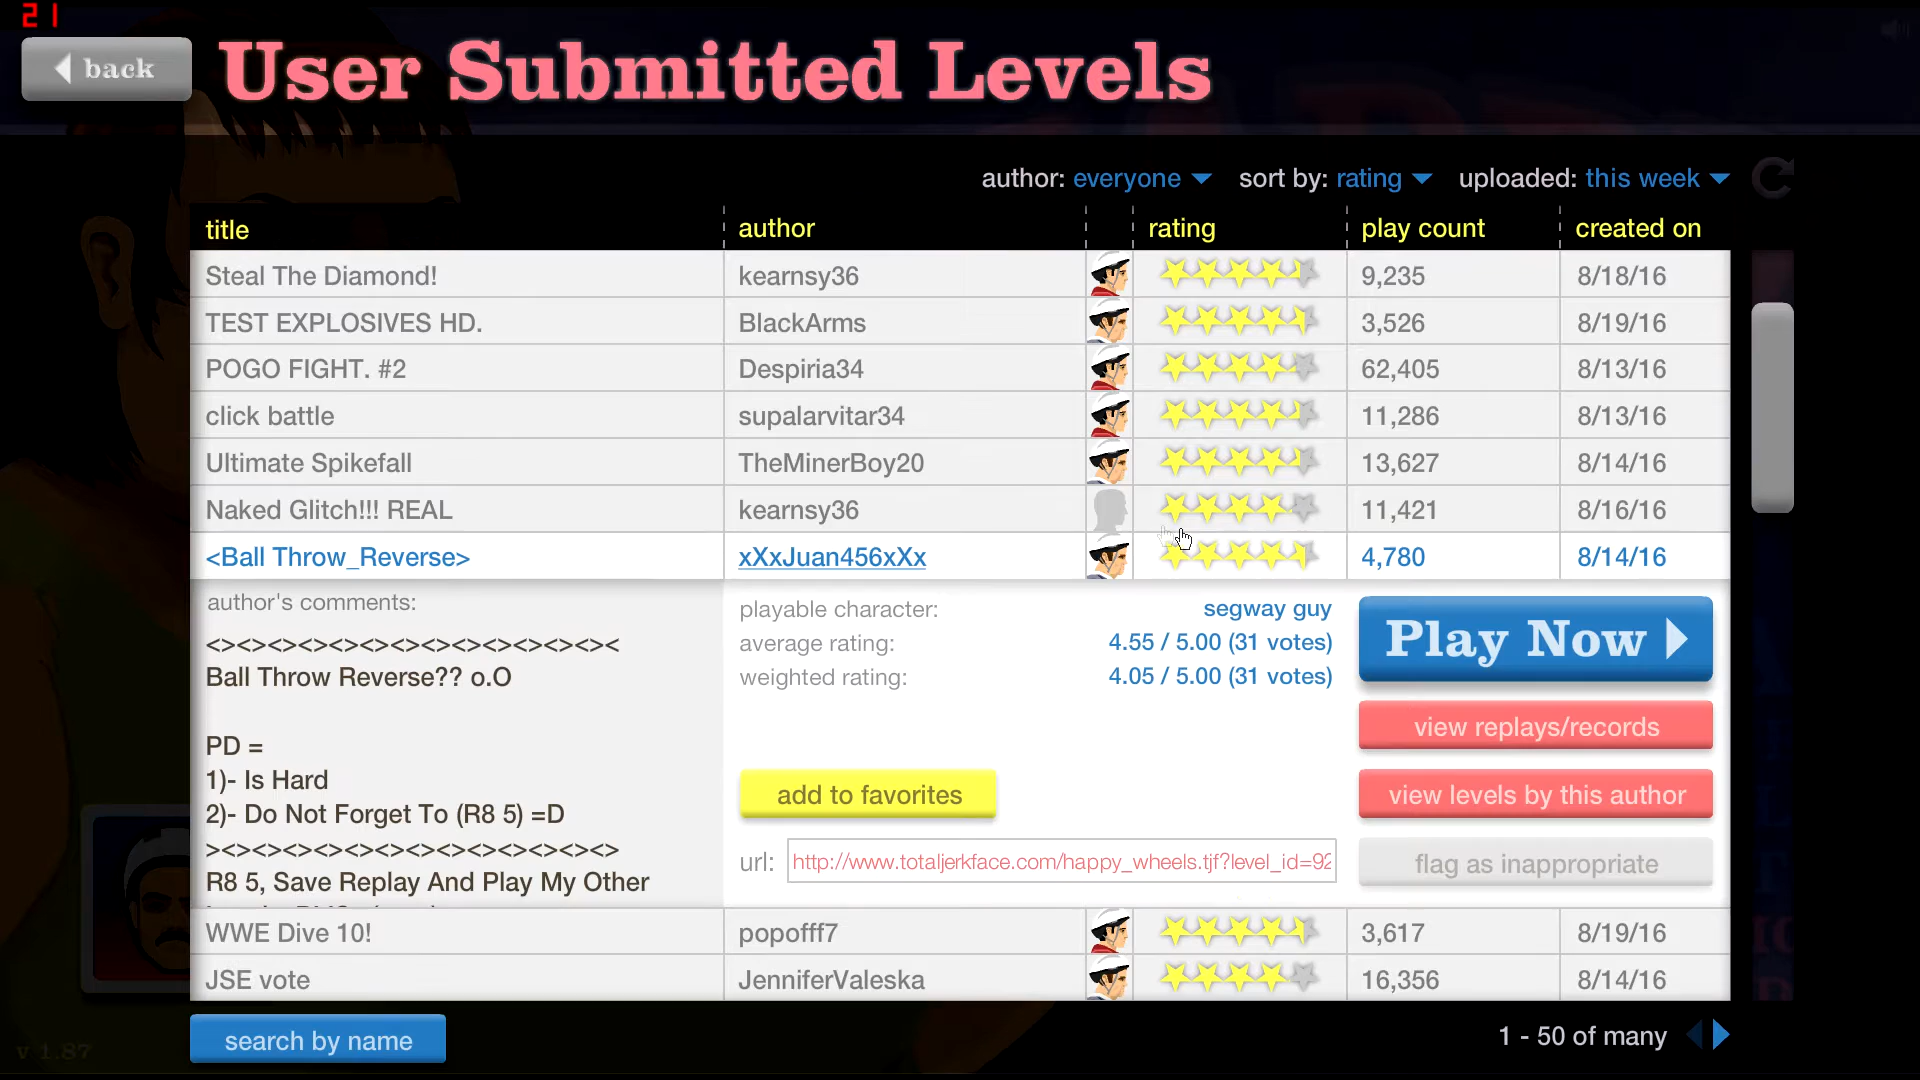 21
back
User Submitted Levels
author: everyone sort by: rating uploaded: this week
title author rating play count created on
Steal The Diamond! kearnsy36 9,235 8/18/16
TEST EXPLOSIVES HD. BlackArms 3,526 8/19/16
POGO FIGHT. #2 Despiria34 62,405 8/13/16
click battle supalarvitar34 11,286 8/13/16
Ultimate Spikefall TheMinerBoy20 13,627 8/14/16
Naked Glitch!!! REAL kearnsy36 11,421 8/16/16
<Ball Throw_Reverse> xXxJuan456xXx 4,780 8/14/16
author's comments:
<><><><><><><><><><><><><><
Ball Throw Reverse?? o.O
PD =
1)- Is Hard
2)- Do Not Forget To (R8 5) =D
><><><><><><><><><><><><><>
R8 5, Save Replay And Play My Other
playable character: segway guy
average rating: 4.55 / 5.00 (31 votes)
weighted rating: 4.05 / 5.00 (31 votes)
add to favorites
url: http://www.totaljerkface.com/happy_wheels.tjf?level_id=92
Play Now
view replays/records
view levels by this author
flag as inappropriate
WWE Dive 10! popofff7 3,617 8/19/16
JSE vote JenniferValeska 16,356 8/14/16
search by name
1 - 50 of many
v 1.87